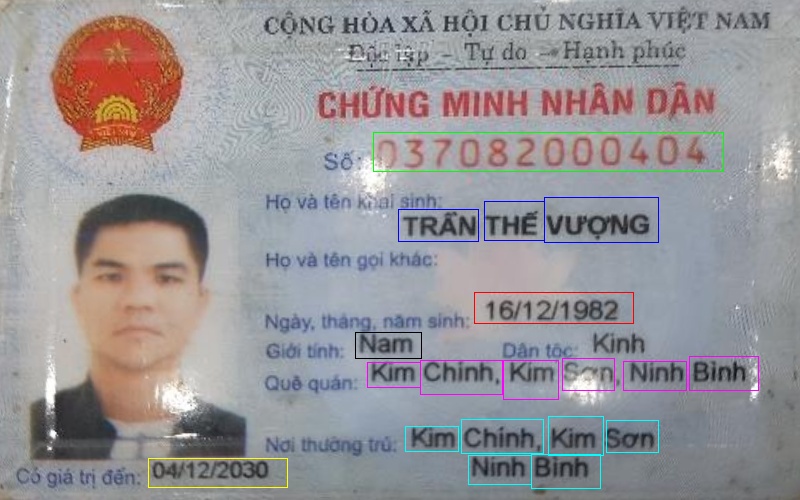 CỘNG HÒA XÃ HỘI CHỦ NGHĨA VIỆT NAM
Độc lập - Tự do - Hạnh phúc
CHỨNG MINH NHÂN DÂN
Số: 037082000404
Họ và tên khai sinh:
TRẦN THẾ VƯỢNG
Họ và tên gọi khác:
Ngày, tháng, năm sinh: 16/12/1982
Giới tính: Nam Dân tộc: Kinh
Quê quán: Kim Chính, Kim Sơn, Ninh Bình
Nơi thường trú: Kim Chính, Kim Sơn
Ninh Bình
Có giá trị đến: 04/12/2030